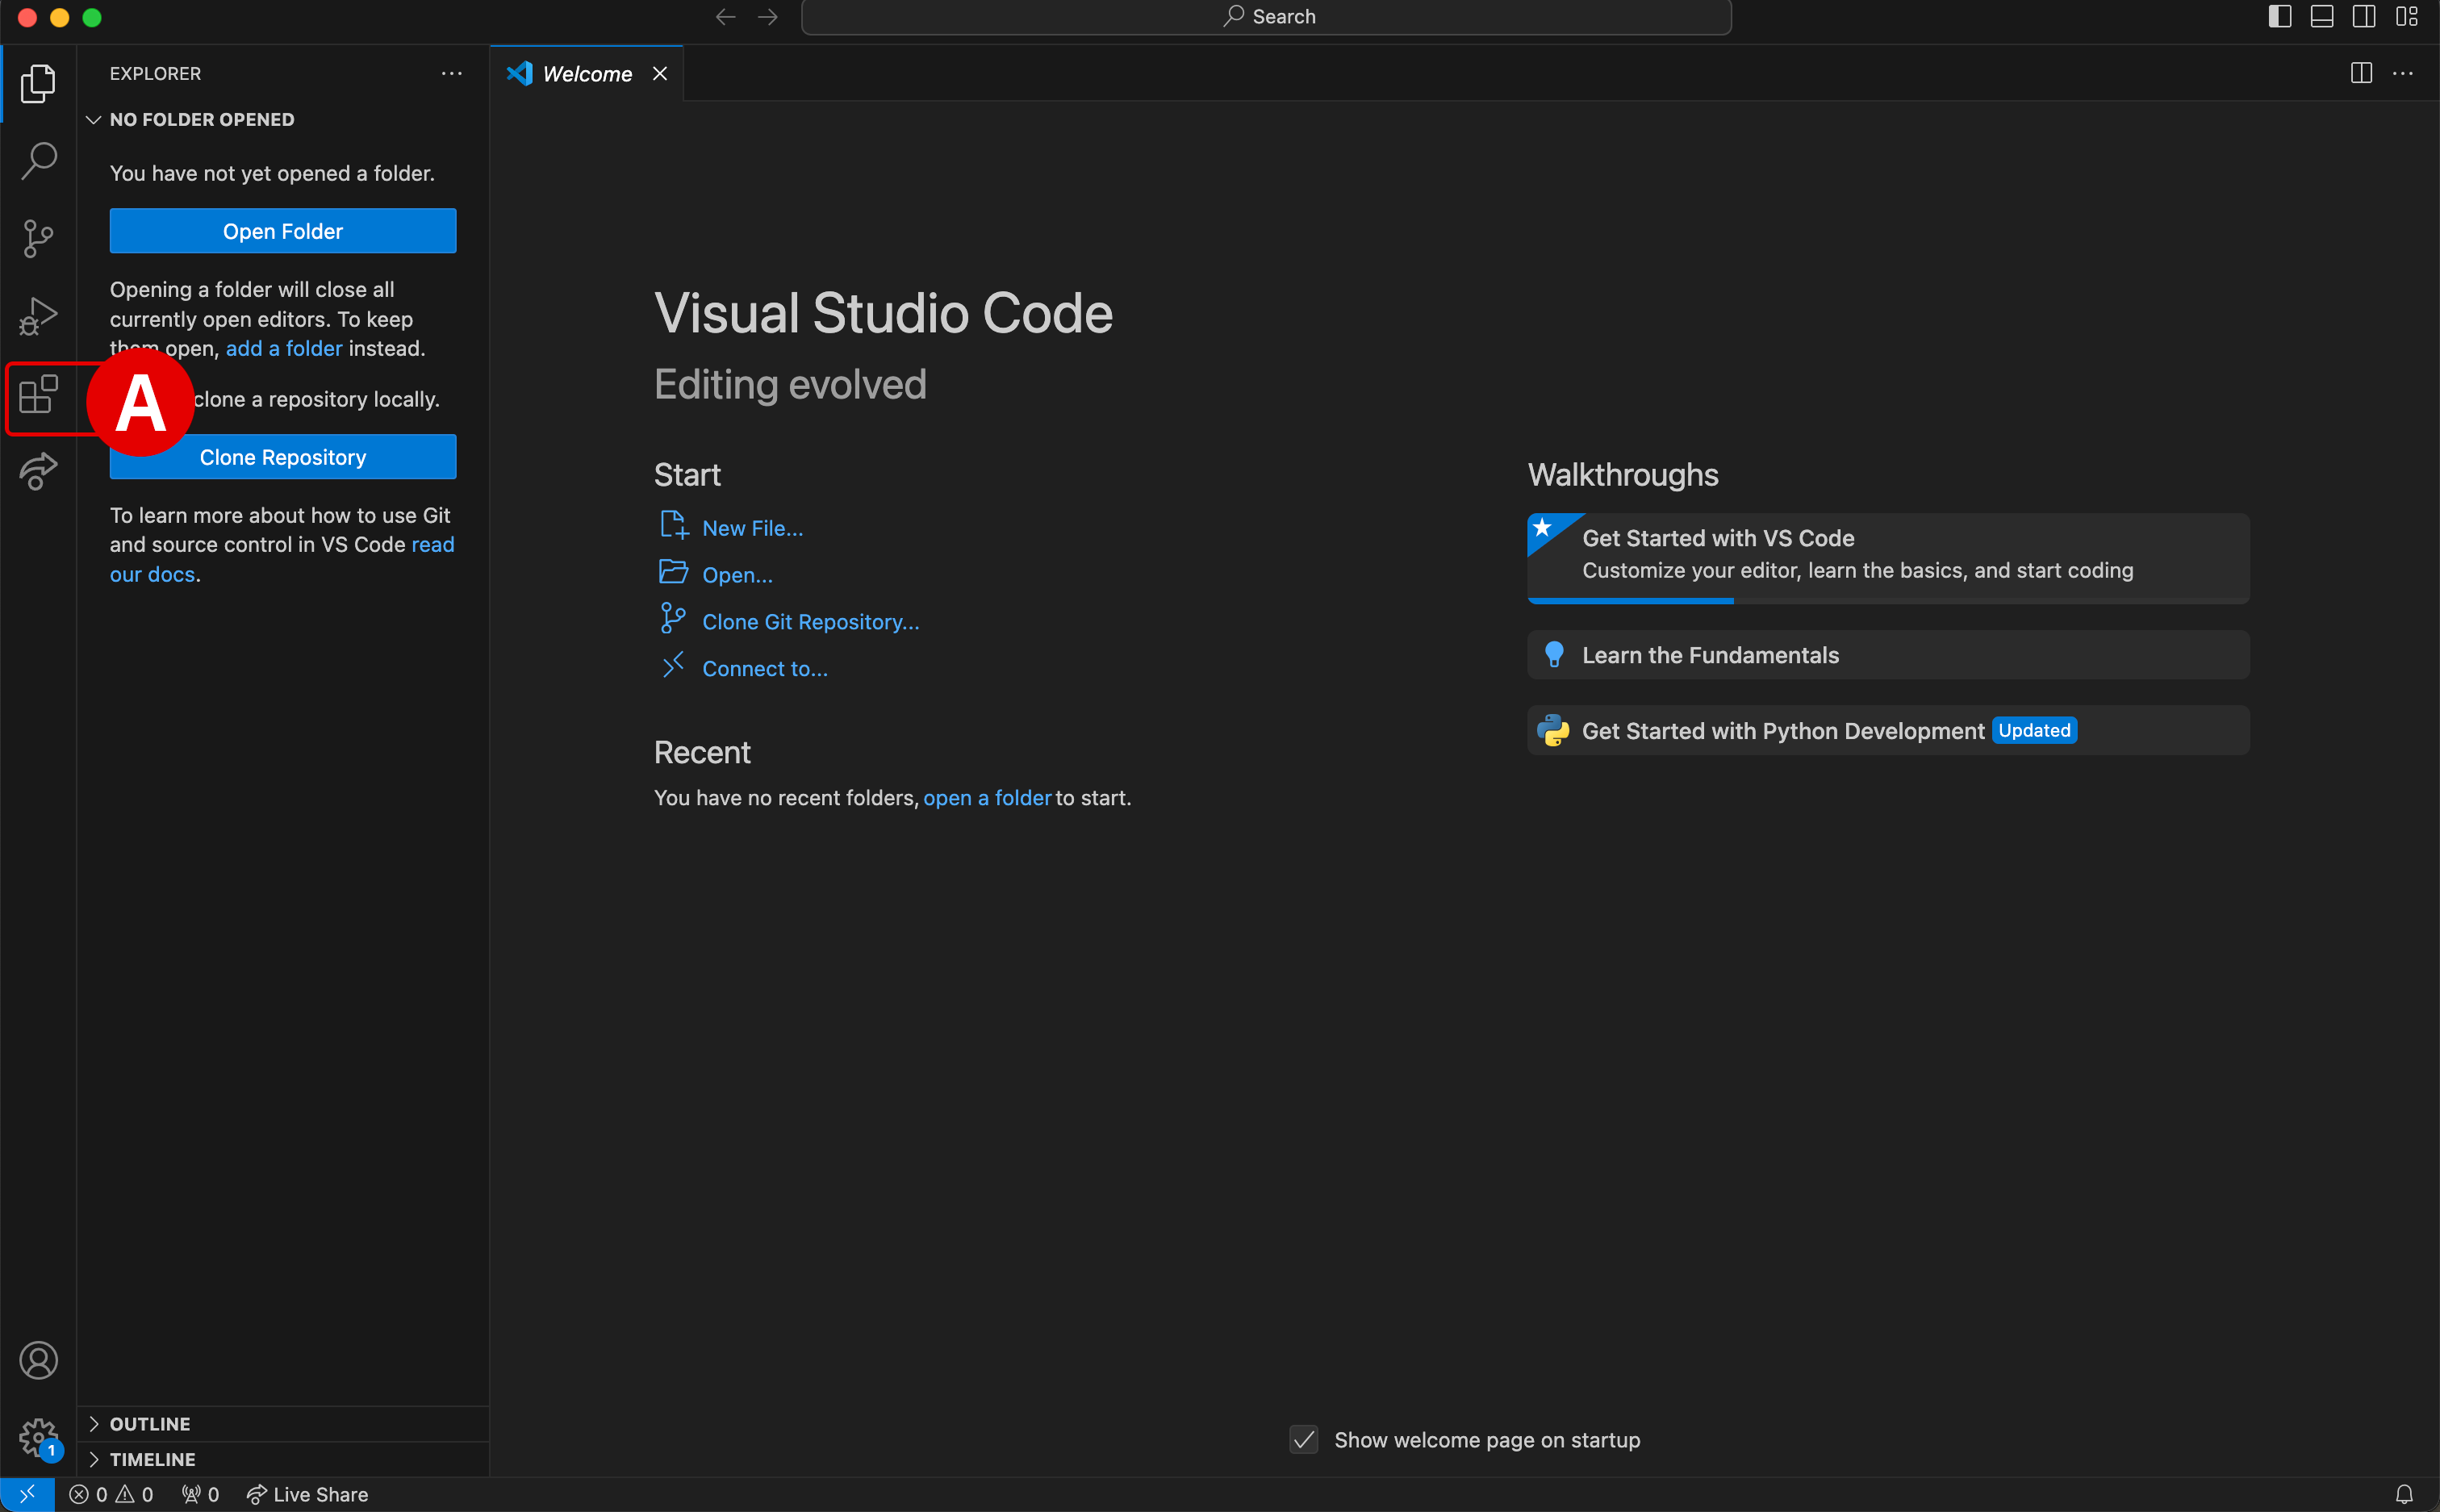 Search
EXPLORER
Welcome
NO FOLDER OPENED
You have not yet opened a folder.
Open Folder
Opening a folder will close all
currently open editors. To keep
them open, add a folder instead.
A
clone a repository locally.
Clone Repository
To learn more about how to use Git
and source control in VS Code read
our docs.
Visual Studio Code
Editing evolved
Start
New File...
Open...
Clone Git Repository...
Connect to...
Recent
You have no recent folders, open a folder to start.
Walkthroughs
Get Started with VS Code
Customize your editor, learn the basics, and start coding
Learn the Fundamentals
Get Started with Python Development Updated
Show welcome page on startup
1
OUTLINE
TIMELINE
0 0 0 Live Share